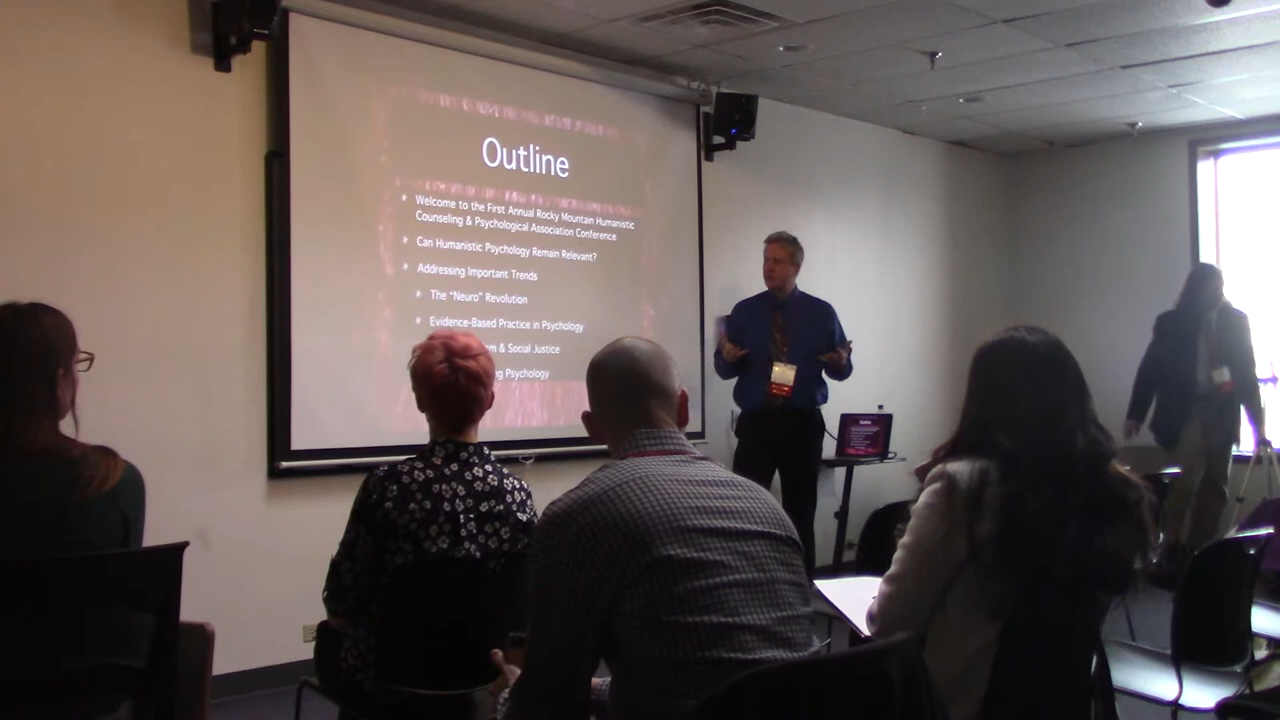 Outline
Welcome to the First Annual Rocky Mountain Humanistic
Counseling & Psychological Association Conference
Can Humanistic Psychology Remain Relevant?
Addressing Important Trends
The "Neuro" Revolution
Evidence-Based Practice in Psychology
& Social Justice
Psychology
Outline